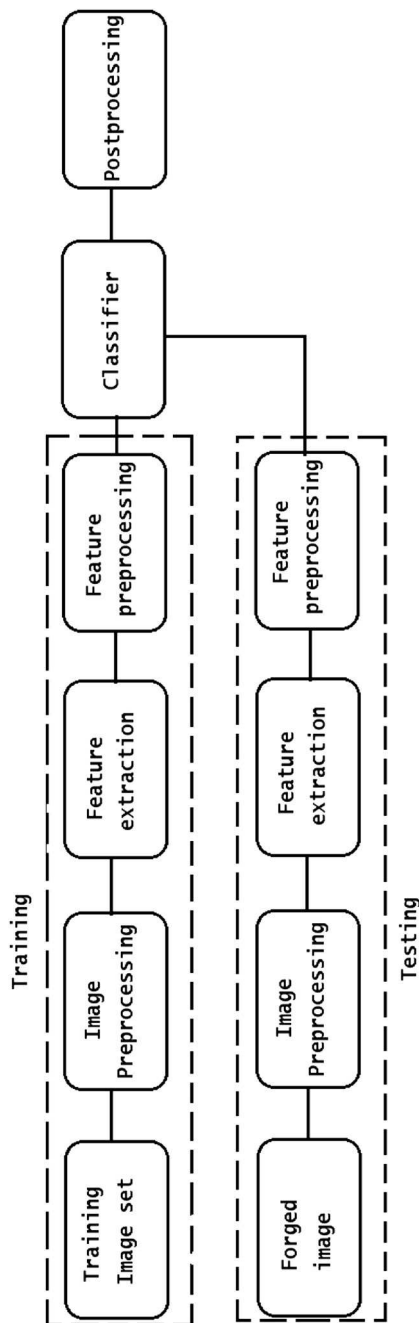 Training
Training
Image set
Image
Preprocessing
Feature
extraction
Feature
preprocessing
Classifier
Postprocessing
Forged
image
Image
Preprocessing
Feature
extraction
Feature
preprocessing
Testing